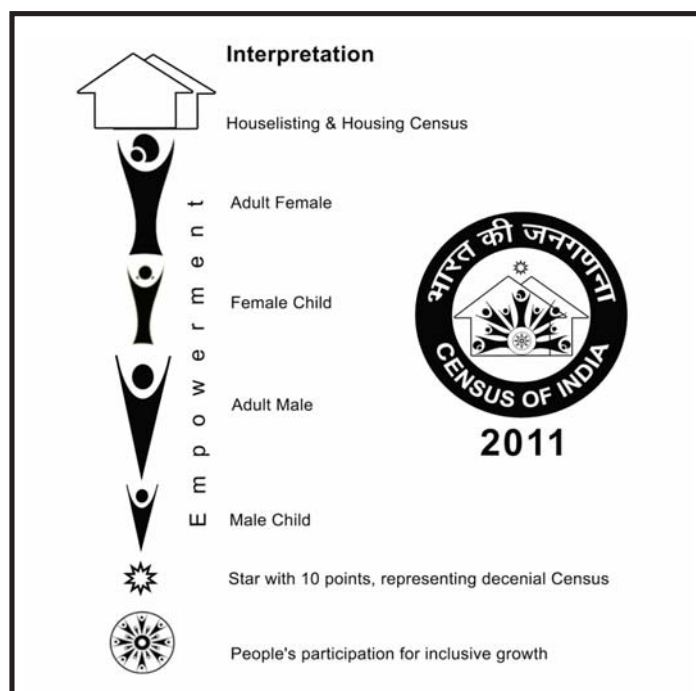 Interpretation
Houselisting & Housing Census
Adult Female
Female Child
Adult Male
Male Child
Star with 10 points, representing decenial Census
People's participation for inclusive growth
Empowerment
भारत की जनगणना
CENSUS OF INDIA
2011